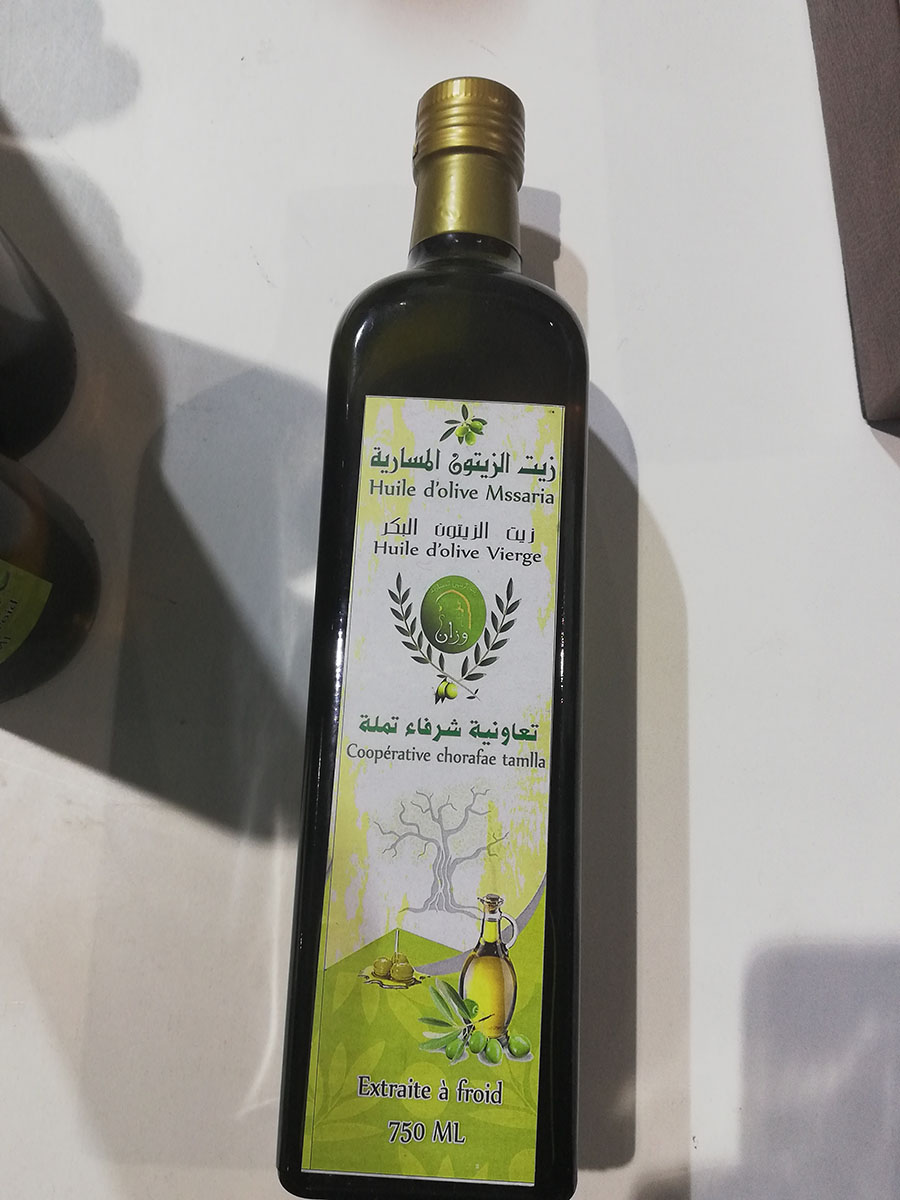 زيت الزيتون المسارية
Huile d'olive Mssaria
زيت الزيتون البكر
Huile d'olive Vierge
وزان
تعاونية شرفاء تملة
Coopérative chorafae tamlla
Extraite à froid
750 ML